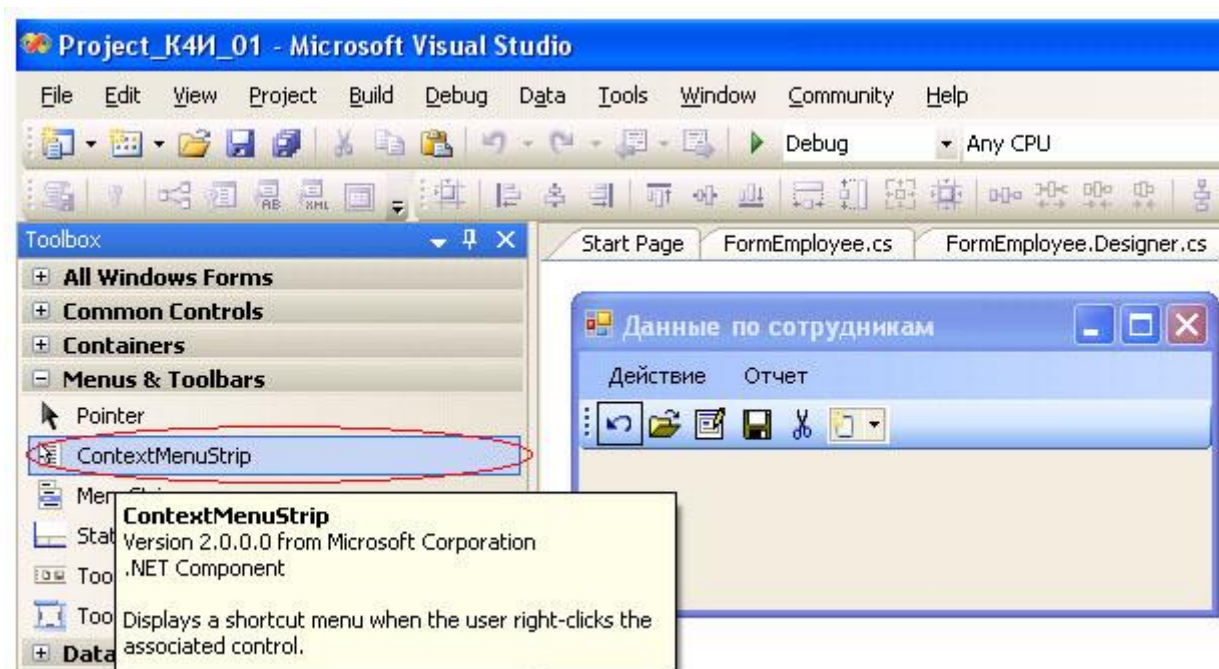 Project_К4И_01 - Microsoft Visual Studio
File Edit View Project Build Debug Data Tools Window Community Help
Debug Any CPU
Toolbox
Start Page FormEmployee.cs FormEmployee.Designer.cs
All Windows Forms
Common Controls
Containers
Menus & Toolbars
Pointer
ContextMenuStrip
Данные по сотрудникам
Действие Отчет
ContextMenuStrip
Version 2.0.0.0 from Microsoft Corporation
.NET Component
Displays a shortcut menu when the user right-clicks the
associated control.
Data